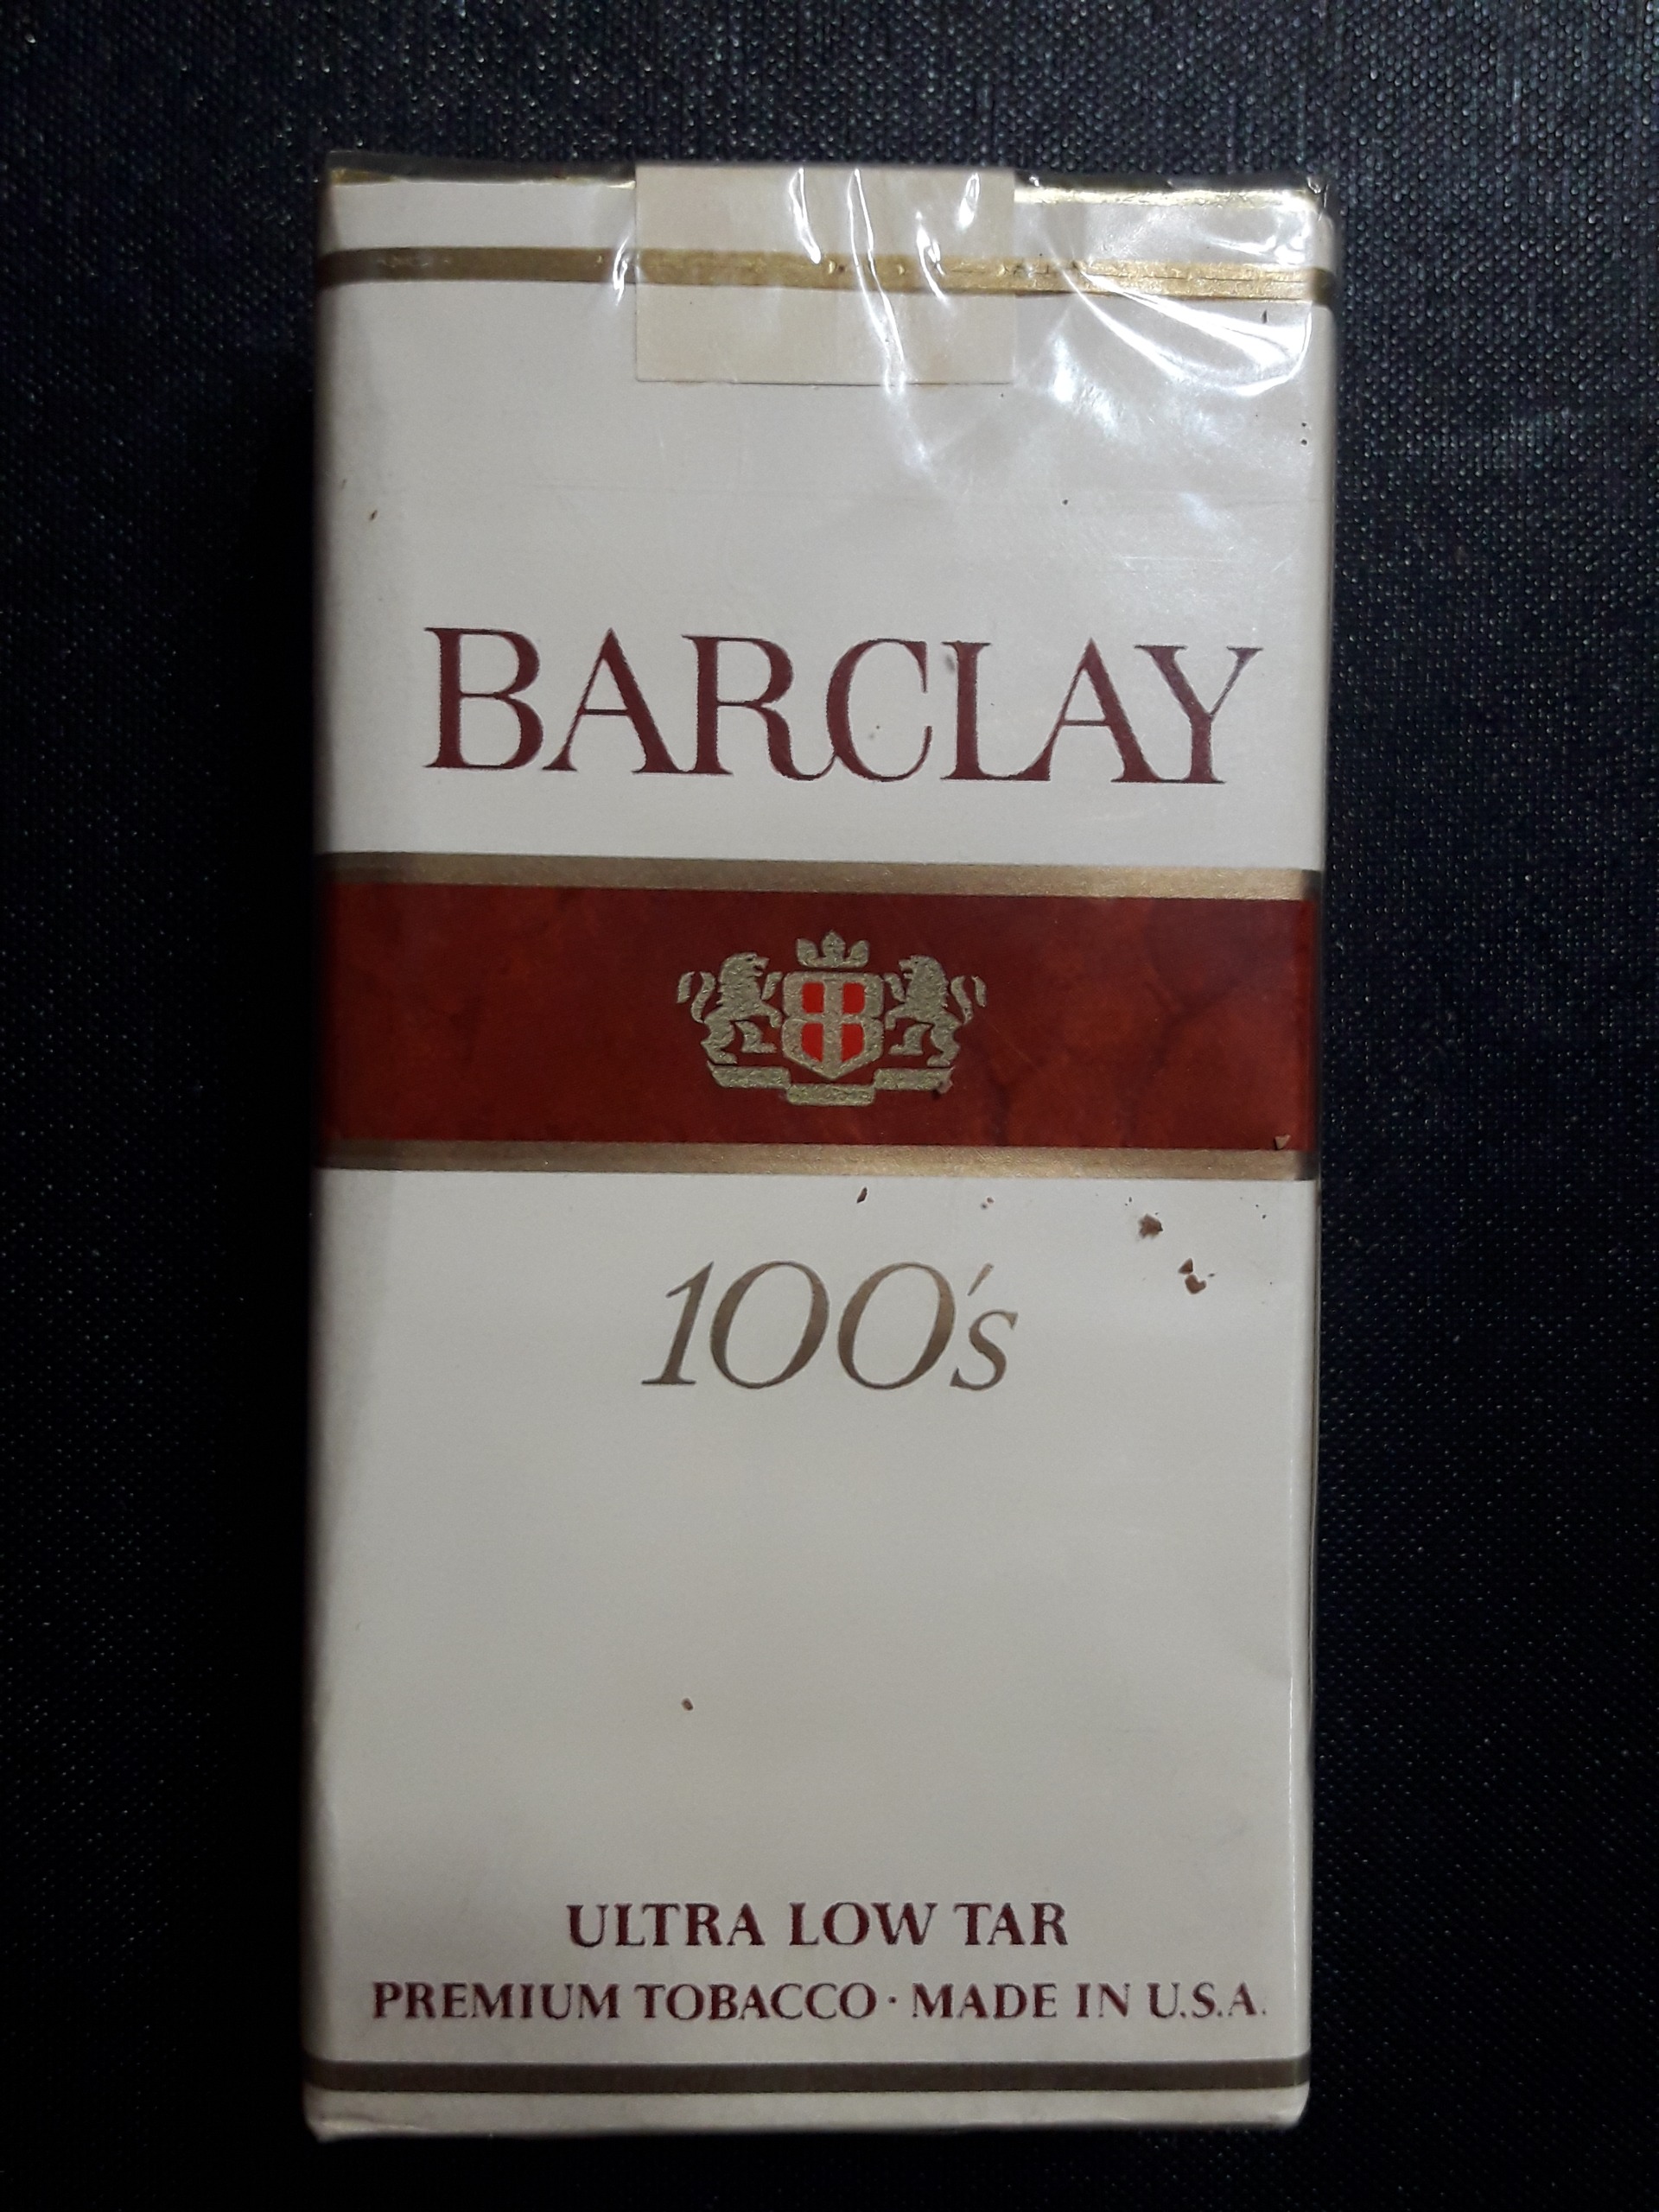 BARCLAY
100's
ULTRA LOW TAR
PREMIUM TOBACCO · MADE IN U.S.A.